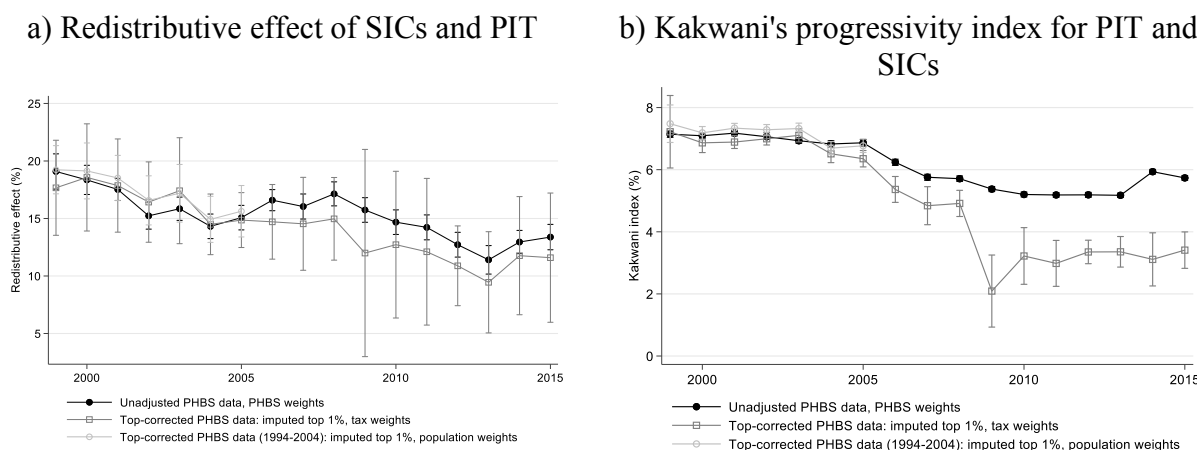 a) Redistributive effect of SICs and PIT
Redistributive effect (%)
25
20
15
10
5
2000
2005
2010
2015
Unadjusted PHBS data, PHBS weights
Top-corrected PHBS data: imputed top 1%, tax weights
Top-corrected PHBS data (1994-2004): imputed top 1%, population weights
b) Kakwani's progressivity index for PIT and
SICs
Kakwani index (%)
8
6
4
2
0
2000
2005
2010
2015
Unadjusted PHBS data, PHBS weights
Top-corrected PHBS data: imputed top 1%, tax weights
Top-corrected PHBS data (1994-2004): imputed top 1%, population weights